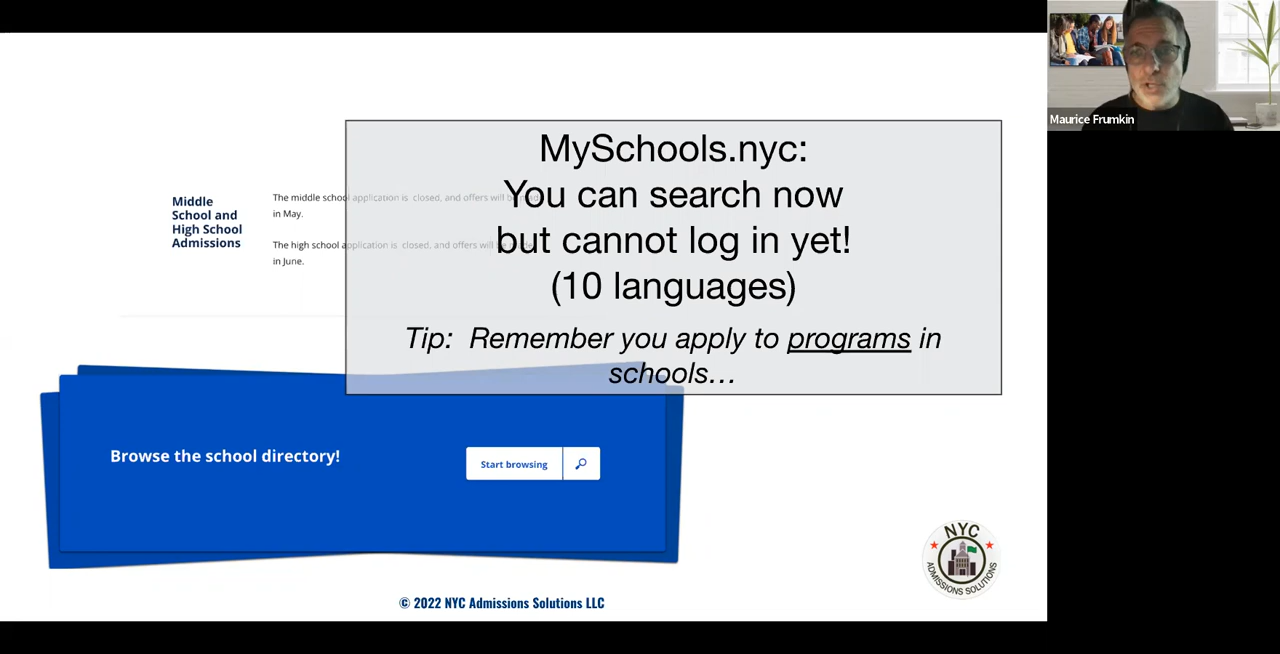 Maurice Frumkin
MySchools.nyc:
You can search now
but cannot log in yet!
(10 languages)
Tip: Remember you apply to programs in
schools…
Middle
School and
High School
Admissions
The middle school application is closed, and offers will be
in May.
The high school application is closed, and offers will be
in June.
Browse the school directory!
Start browsing
NYC
ADMISSIONS SOLUTIONS
© 2022 NYC Admissions Solutions LLC